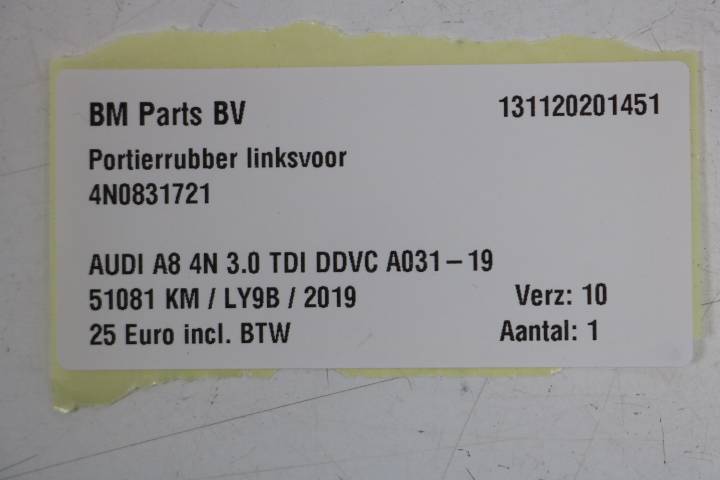 BM Parts BV 131120201451
Portierrubber linksvoor
4N0831721
AUDI A8 4N 3.0 TDI DDVC A031-19
51081 KM / LY9B / 2019 Verz: 10
25 Euro incl. BTW Aantal: 1